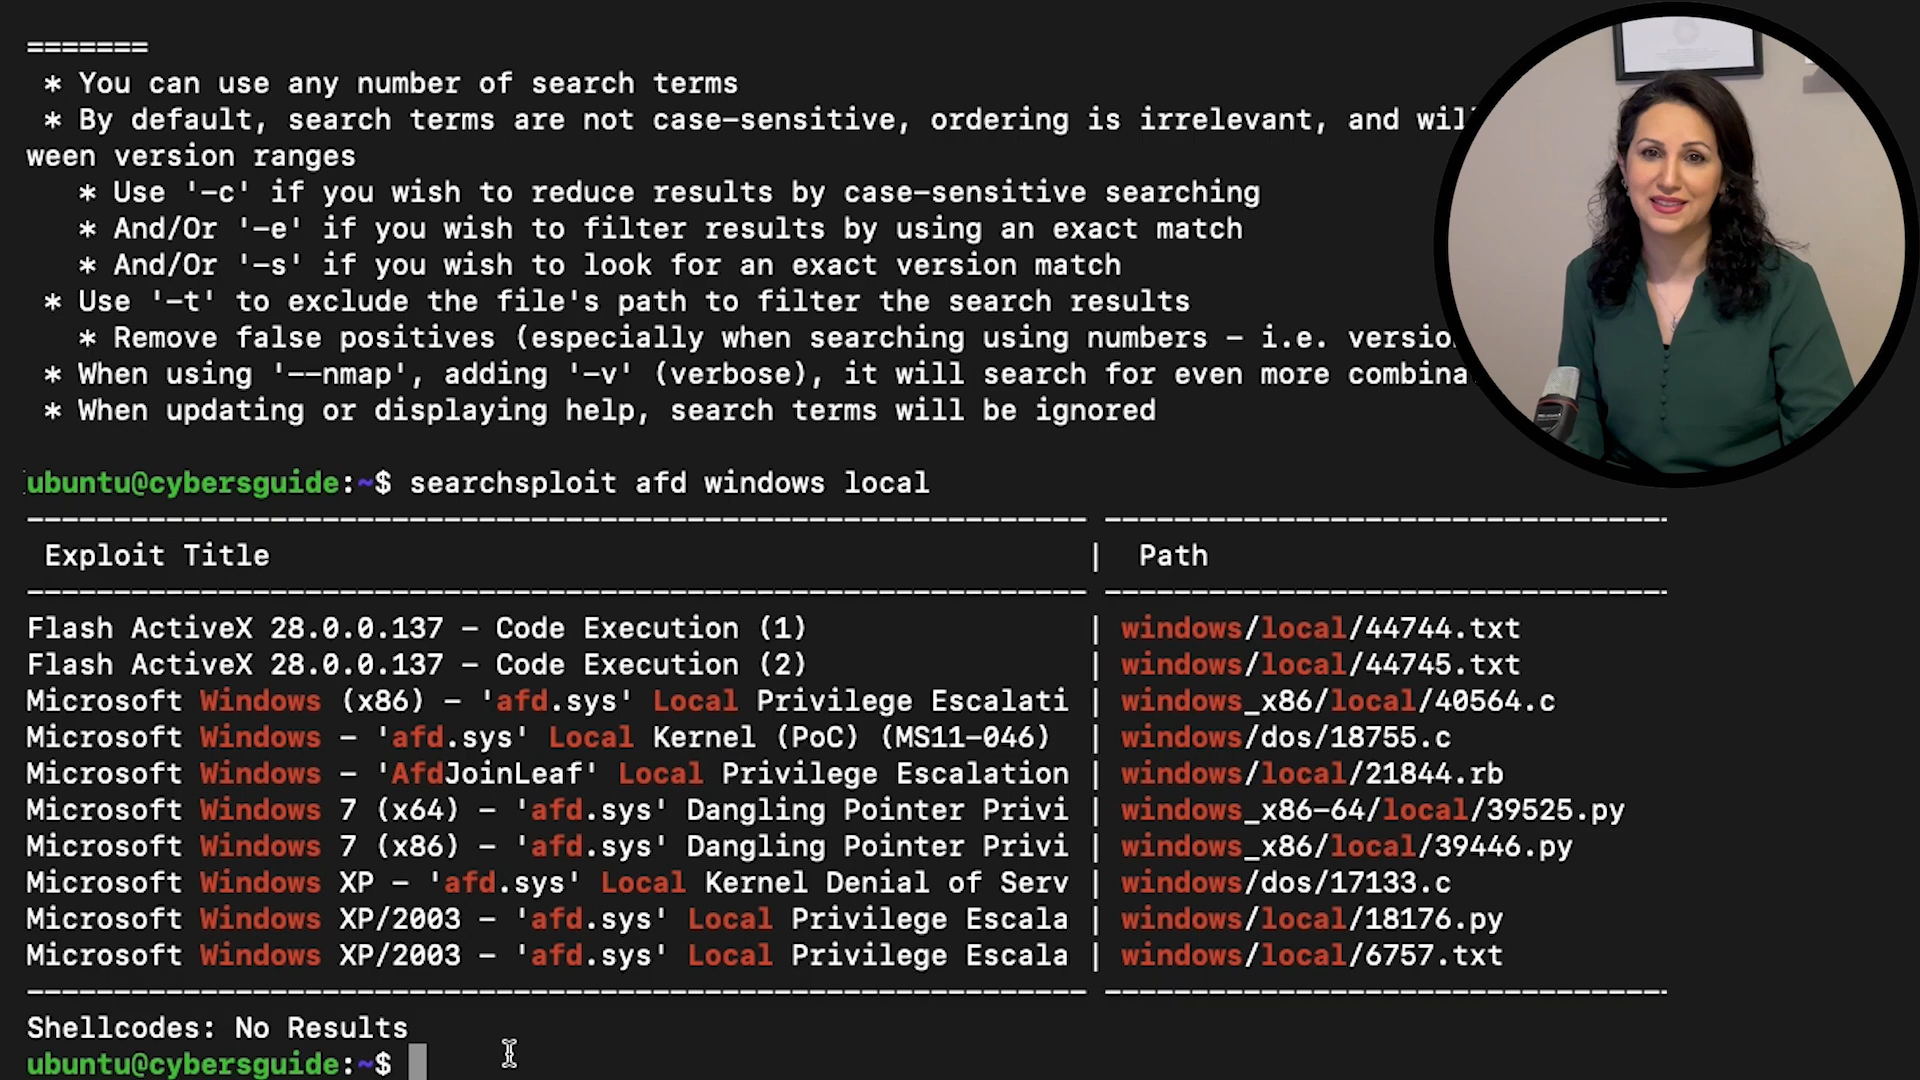 =======
* You can use any number of search terms
* By default, search terms are not case-sensitive, ordering is irrelevant, and wil
ween version ranges
* Use '-c' if you wish to reduce results by case-sensitive searching
* And/Or '-e' if you wish to filter results by using an exact match
* And/Or '-s' if you wish to look for an exact version match
* Use '-t' to exclude the file's path to filter the search results
* Remove false positives (especially when searching using numbers - i.e. versio
* When using '--nmap', adding '-v' (verbose), it will search for even more combina
* When updating or displaying help, search terms will be ignored
ubuntu@cybersguide:~$ searchsploit afd windows local
Exploit Title | Path
Flash ActiveX 28.0.0.137 - Code Execution (1) | windows/local/44744.txt
Flash ActiveX 28.0.0.137 - Code Execution (2) | windows/local/44745.txt
Microsoft Windows (x86) - 'afd.sys' Local Privilege Escalati | windows_x86/local/40564.c
Microsoft Windows - 'afd.sys' Local Kernel (PoC) (MS11-046) | windows/dos/18755.c
Microsoft Windows - 'AfdJoinLeaf' Local Privilege Escalation | windows/local/21844.rb
Microsoft Windows 7 (x64) - 'afd.sys' Dangling Pointer Privi | windows_x86-64/local/39525.py
Microsoft Windows 7 (x86) - 'afd.sys' Dangling Pointer Privi | windows_x86/local/39446.py
Microsoft Windows XP - 'afd.sys' Local Kernel Denial of Serv | windows/dos/17133.c
Microsoft Windows XP/2003 - 'afd.sys' Local Privilege Escala | windows/local/18176.py
Microsoft Windows XP/2003 - 'afd.sys' Local Privilege Escala | windows/local/6757.txt
Shellcodes: No Results
ubuntu@cybersguide:~$